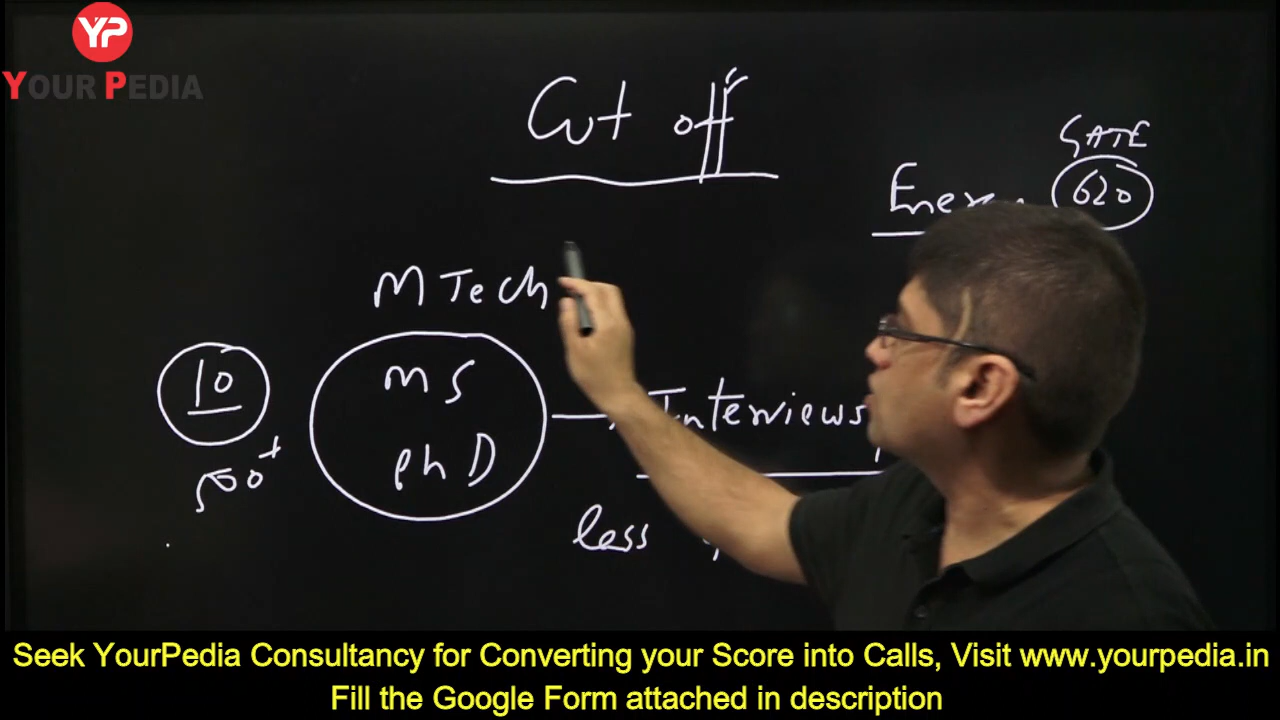 YP
YOUR PEDIA
Cut off
GATE
620
MTech
10
MS
Interviews
PhD
500+
less
Seek YourPedia Consultancy for Converting your Score into Calls, Visit www.yourpedia.in
Fill the Google Form attached in description